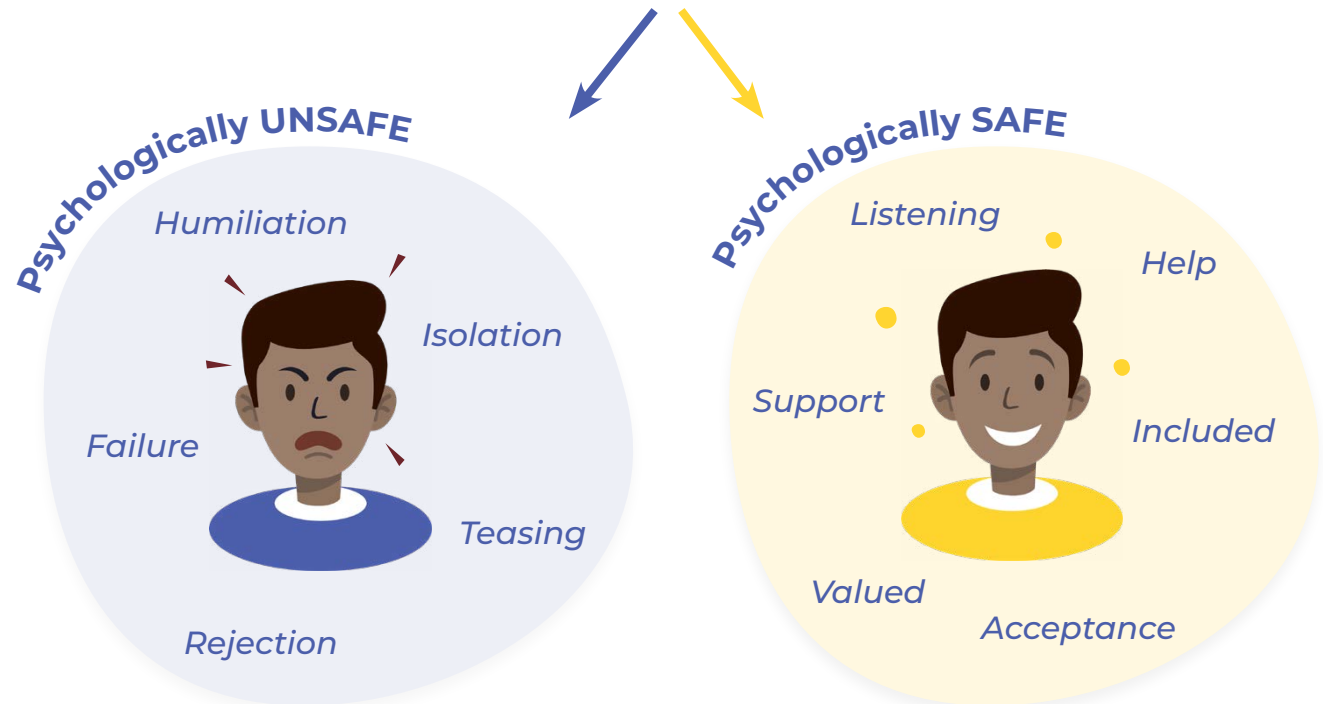 Psychologically UNSAFE
Humiliation
Isolation
Failure
Teasing
Rejection
Psychologically SAFE
Listening
Help
Support
Included
Valued
Acceptance